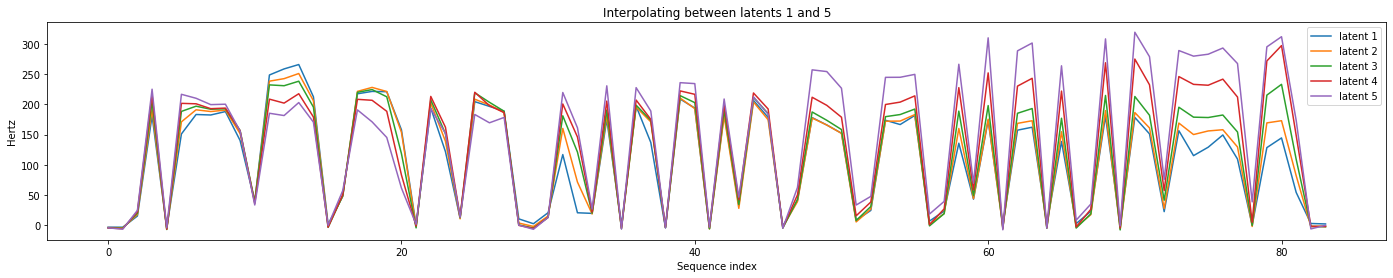 Interpolating between latents 1 and 5
Hertz
300
250
200
150
100
50
0
0
20
40
60
80
Sequence index
latent 1
latent 2
latent 3
latent 4
latent 5